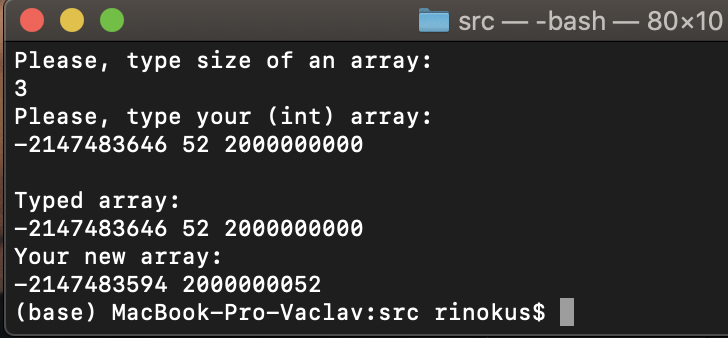 src — -bash — 80×10
Please, type size of an array:
3
Please, type your (int) array:
-2147483646 52 2000000000
Typed array:
-2147483646 52 2000000000
Your new array:
-2147483594 2000000052
(base) MacBook-Pro-Vaclav:src rinokus$